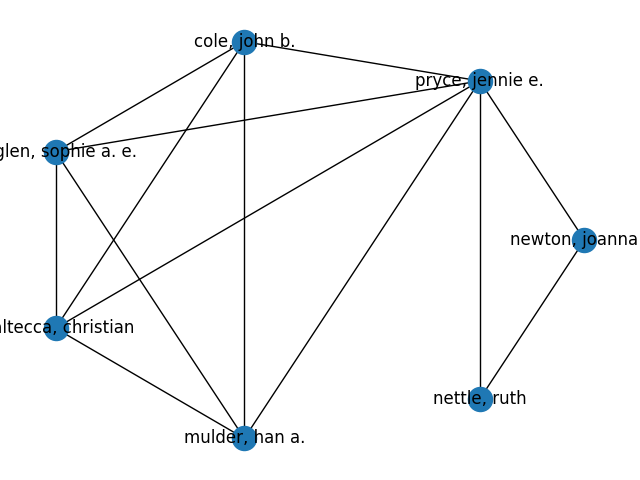 cole, john b.
pryce, jennie e.
glen, sophie a. e.
newton, joanna
altecca, christian
nettle, ruth
mulder, han a.